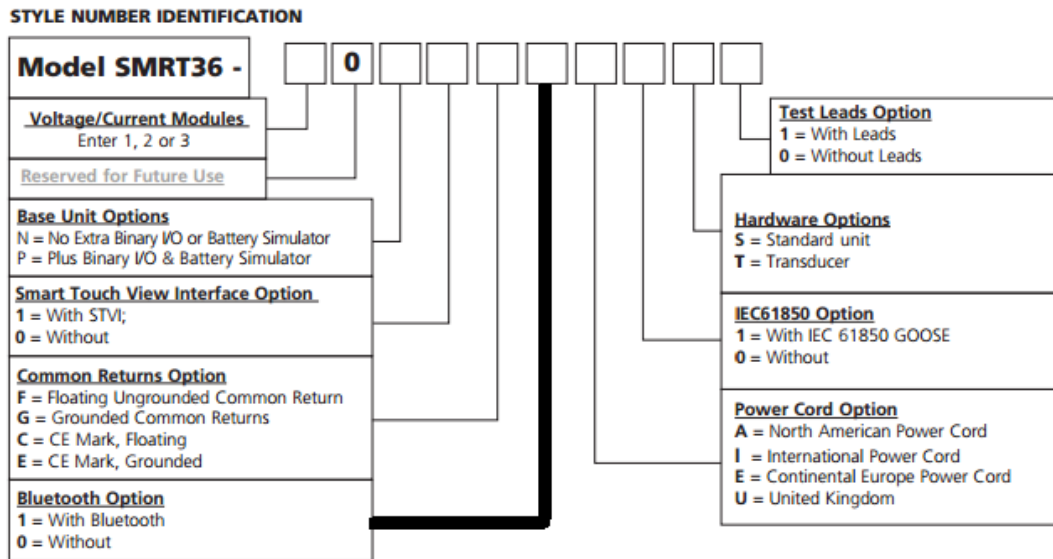 STYLE NUMBER IDENTIFICATION
Model SMRT36 -
0
Voltage/Current Modules
Enter 1, 2 or 3
Reserved for Future Use
Base Unit Options
N = No Extra Binary I/O or Battery Simulator
P = Plus Binary I/O & Battery Simulator
Smart Touch View Interface Option
1 = With STVI;
0 = Without
Common Returns Option
F = Floating Ungrounded Common Return
G = Grounded Common Returns
C = CE Mark, Floating
E = CE Mark, Grounded
Bluetooth Option
1 = With Bluetooth
0 = Without
Test Leads Option
1 = With Leads
0 = Without Leads
Hardware Options
S = Standard unit
T = Transducer
IEC61850 Option
1 = With IEC 61850 GOOSE
0 = Without
Power Cord Option
A = North American Power Cord
I = International Power Cord
E = Continental Europe Power Cord
U = United Kingdom